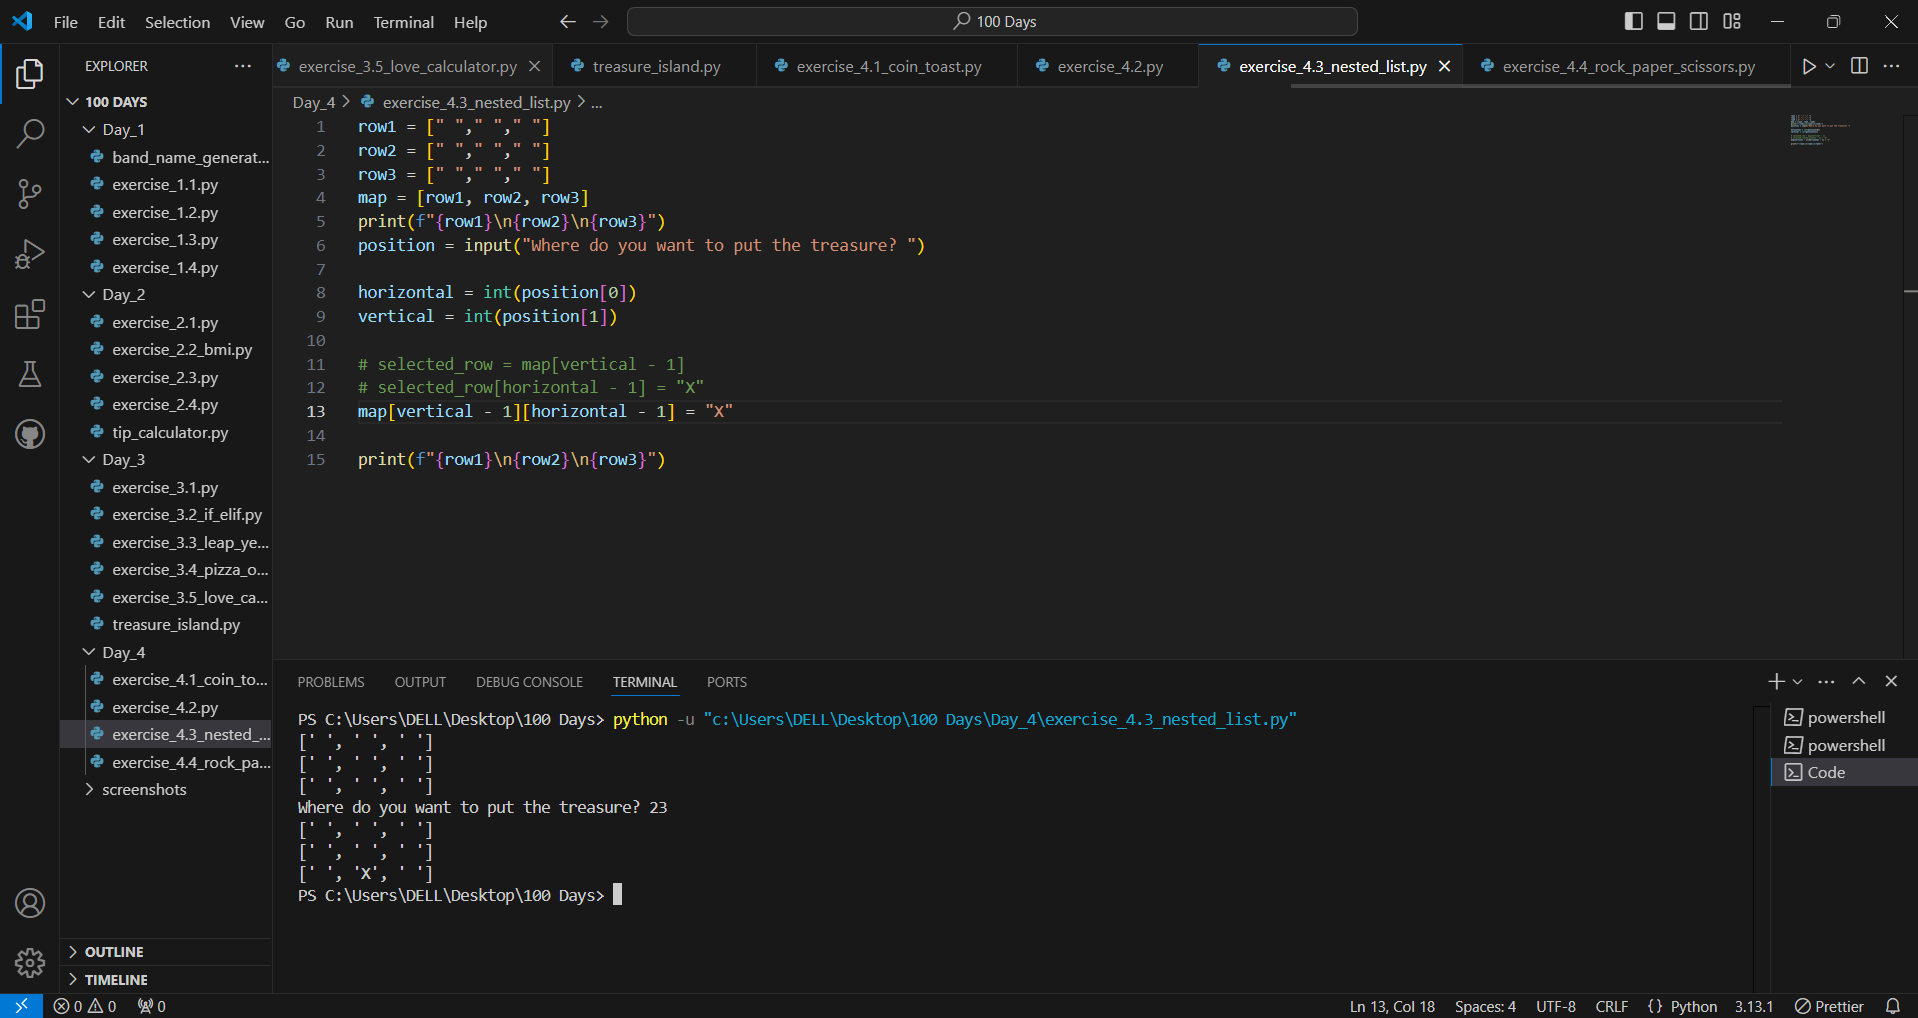 File Edit Selection View Go Run Terminal Help
100 Days
EXPLORER
100 DAYS
Day_1
band_name_generat...
exercise_1.1.py
exercise_1.2.py
exercise_1.3.py
exercise_1.4.py
Day_2
exercise_2.1.py
exercise_2.2_bmi.py
exercise_2.3.py
exercise_2.4.py
tip_calculator.py
Day_3
exercise_3.1.py
exercise_3.2_if_elif.py
exercise_3.3_leap_ye...
exercise_3.4_pizza_o...
exercise_3.5_love_ca...
treasure_island.py
Day_4
exercise_4.1_coin_to...
exercise_4.2.py
exercise_4.3_nested_...
exercise_4.4_rock_pa...
screenshots
OUTLINE
TIMELINE
exercise_3.5_love_calculator.py treasure_island.py exercise_4.1_coin_toast.py exercise_4.2.py exercise_4.3_nested_list.py exercise_4.4_rock_paper_scissors.py
Day_4 > exercise_4.3_nested_list.py > ...
1 row1 = [" "," "," "]
2 row2 = [" "," "," "]
3 row3 = [" "," "," "]
4 map = [row1, row2, row3]
5 print(f"{row1}\n{row2}\n{row3}")
6 position = input("Where do you want to put the treasure? ")
7
8 horizontal = int(position[0])
9 vertical = int(position[1])
10
11 # selected_row = map[vertical - 1]
12 # selected_row[horizontal - 1] = "X"
13 map[vertical - 1][horizontal - 1] = "X"
14
15 print(f"{row1}\n{row2}\n{row3}")
PROBLEMS OUTPUT DEBUG CONSOLE TERMINAL PORTS
PS C:\Users\DELL\Desktop\100 Days> python -u "c:\Users\DELL\Desktop\100 Days\Day_4\exercise_4.3_nested_list.py"
[' ', ' ', ' ']
[' ', ' ', ' ']
[' ', ' ', ' ']
Where do you want to put the treasure? 23
[' ', ' ', ' ']
[' ', ' ', ' ']
[' ', 'X', ' ']
PS C:\Users\DELL\Desktop\100 Days>
powershell
powershell
Code
0 0 0 Ln 13, Col 18 Spaces: 4 UTF-8 CRLF {} Python 3.13.1 Prettier